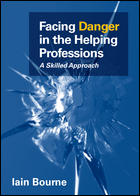 Facing Danger
in the Helping
Professions
A Skilled Approach
Iain Bourne